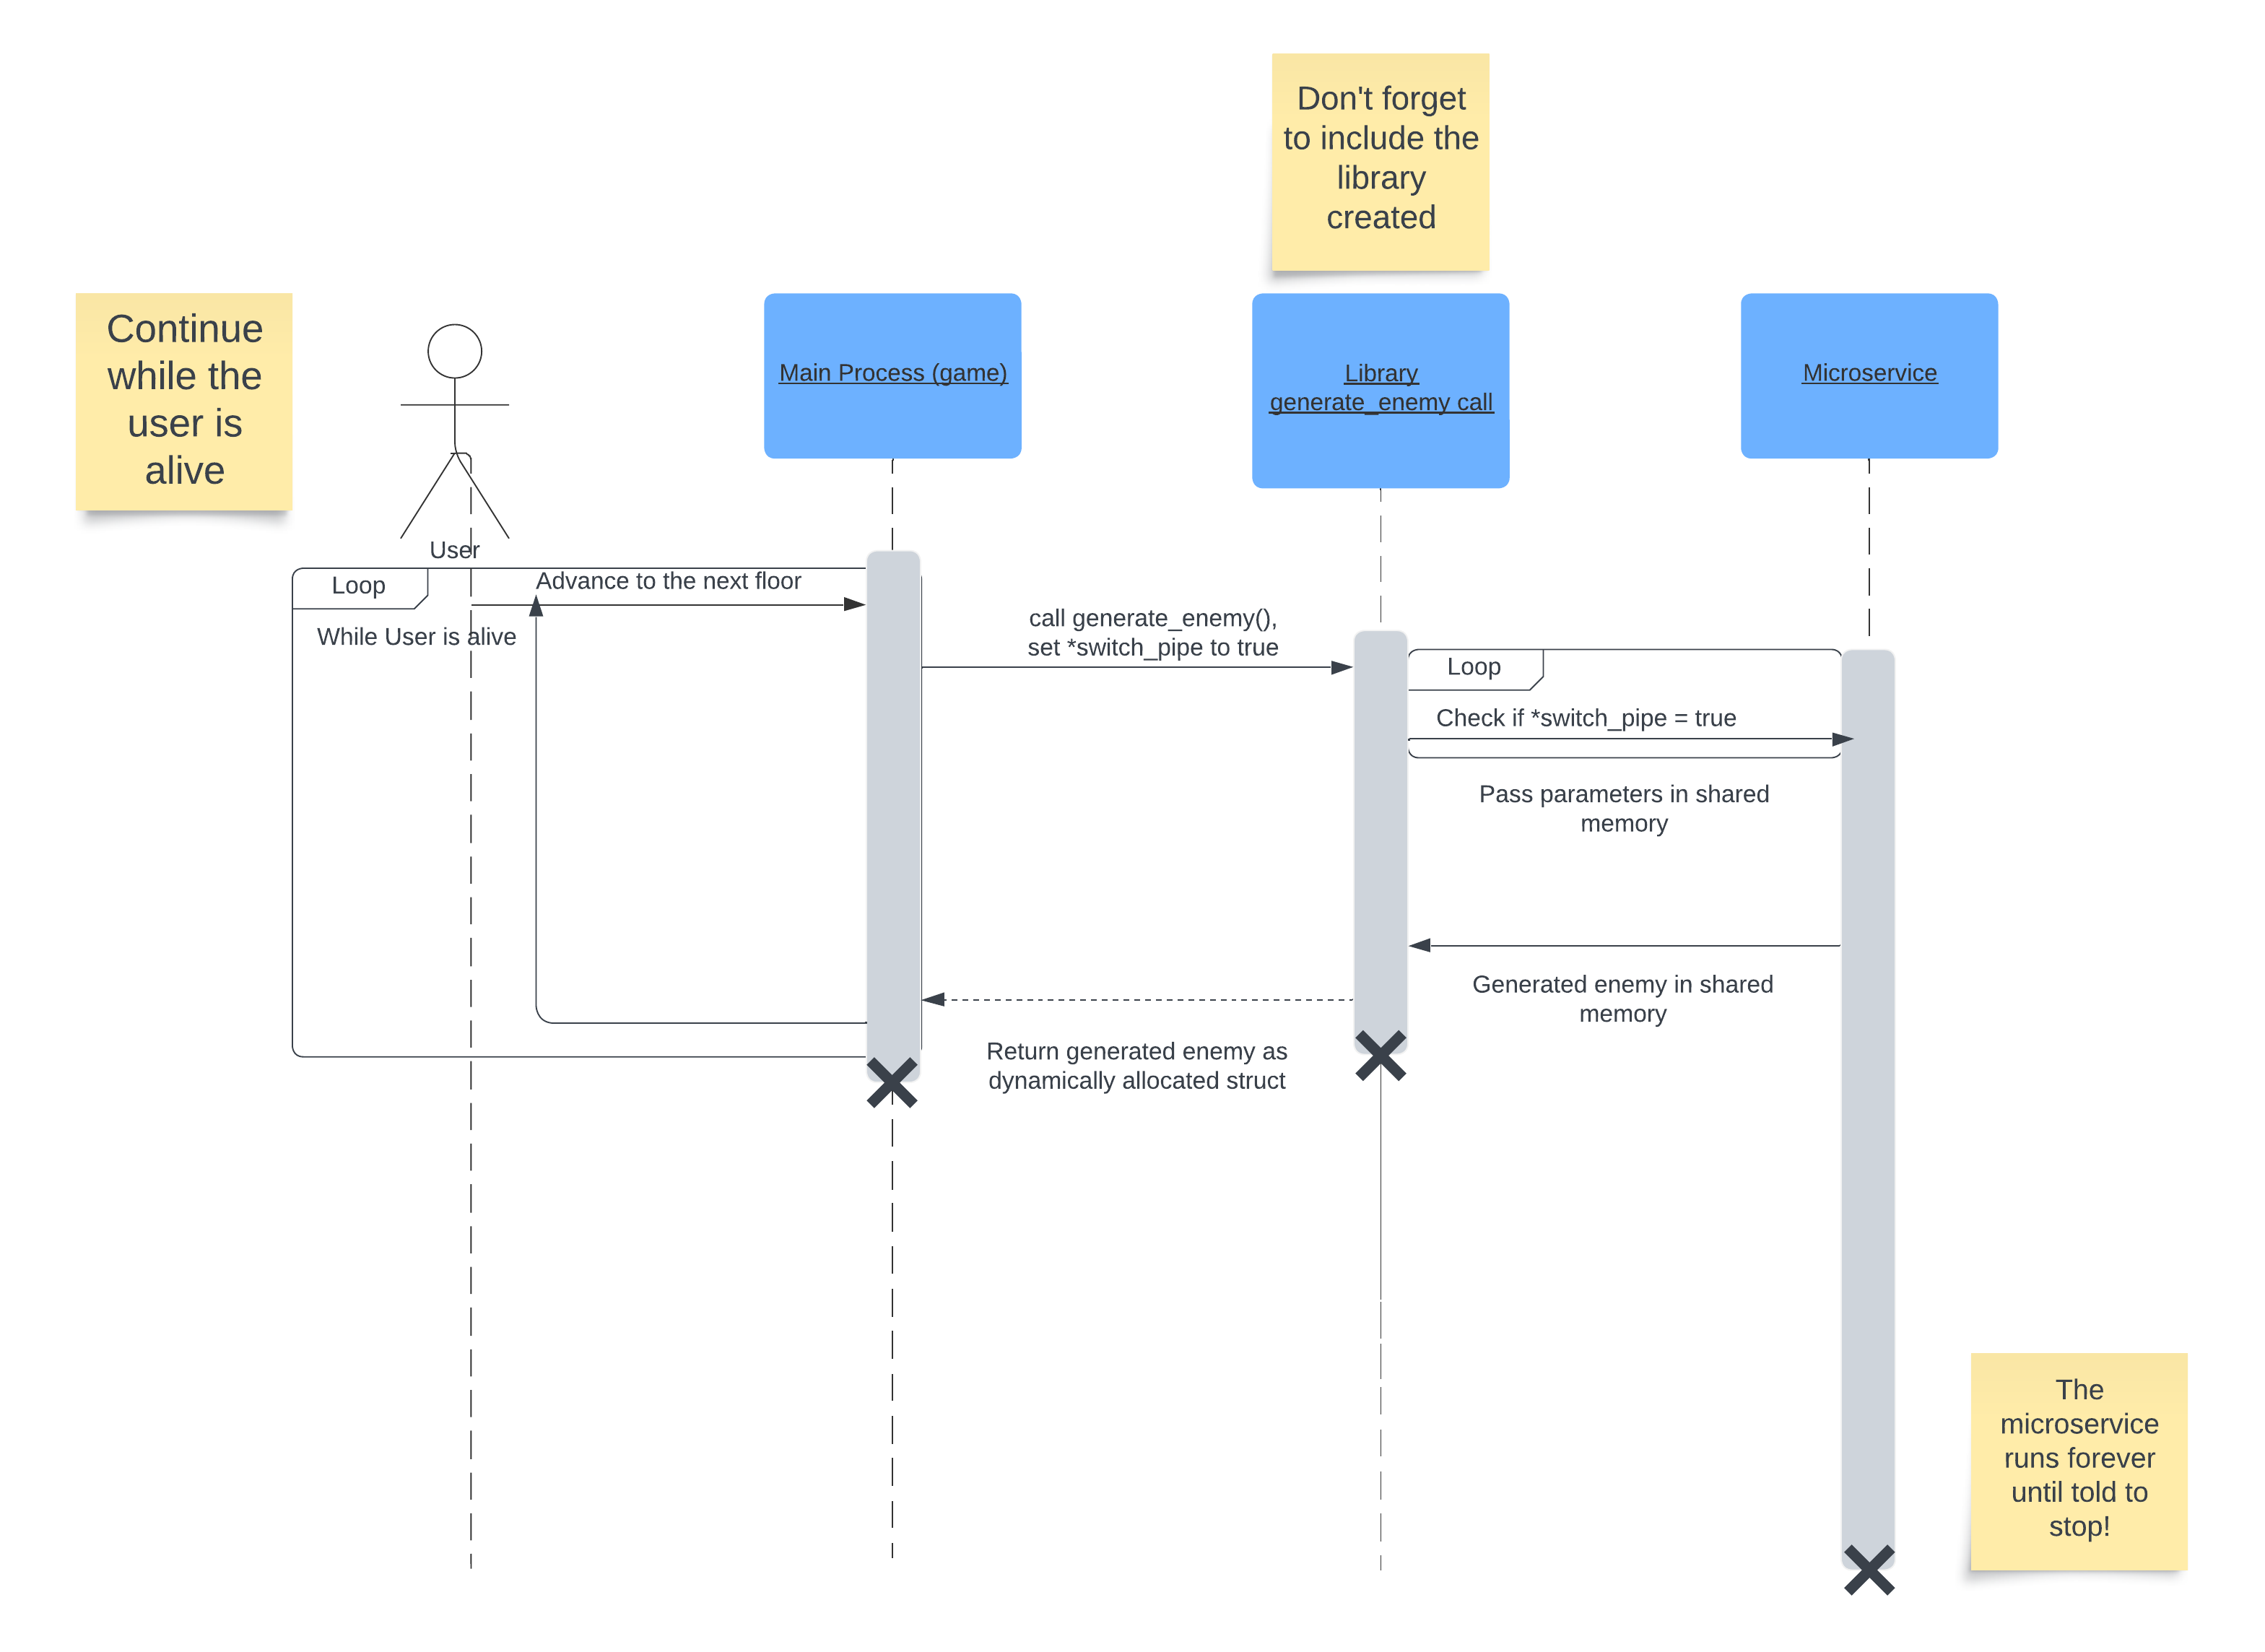 Don't forget
to include the
library
created
Continue
while the
user is
alive
Main Process (game)
Library
generate_enemy call
Microservice
User
Loop
Advance to the next floor
While User is alive
call generate_enemy(),
set *switch_pipe to true
Loop
Check if *switch_pipe = true
Pass parameters in shared
memory
Generated enemy in shared
memory
Return generated enemy as
dynamically allocated struct
The
microservice
runs forever
until told to
stop!